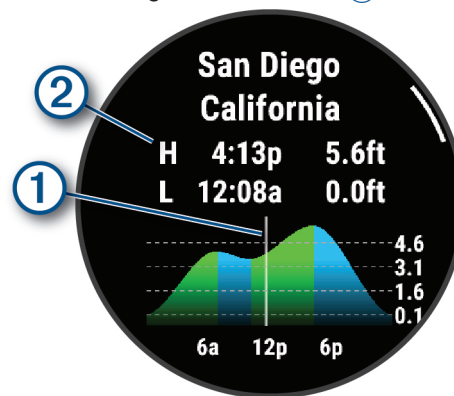 San Diego
California
2
H 4:13p 5.6ft
1
L 12:08a 0.0ft
4.6
3.1
1.6
0.1
6a 12p 6p